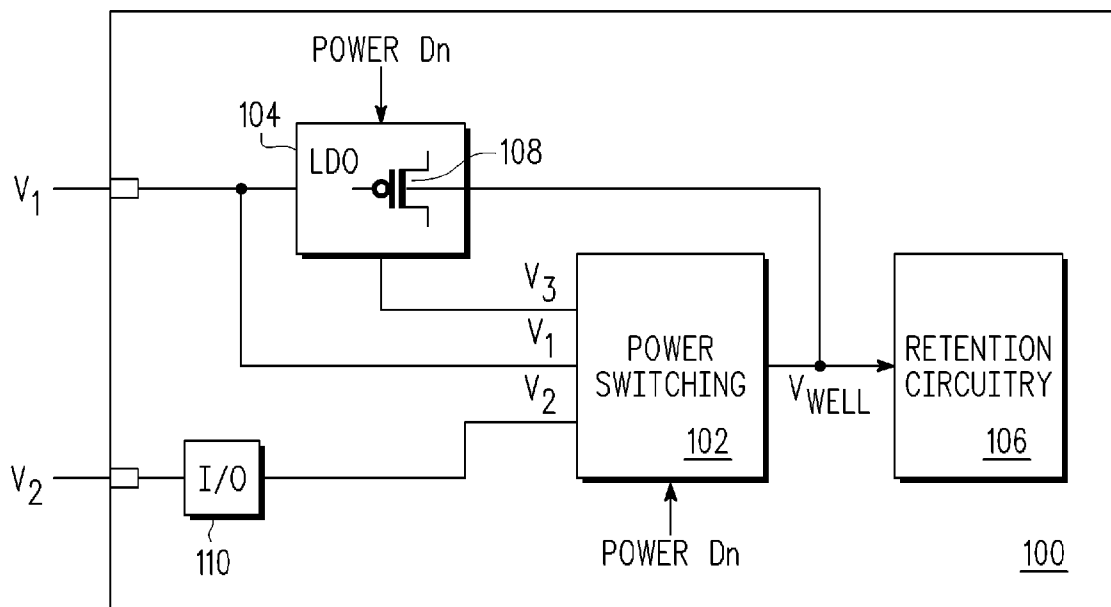 POWER Dn
104
LDO
108
V1
V3
V1
V2
POWER
SWITCHING
102
VWELL
RETENTION
CIRCUITRY
106
V2
I/O
110
POWER Dn
100